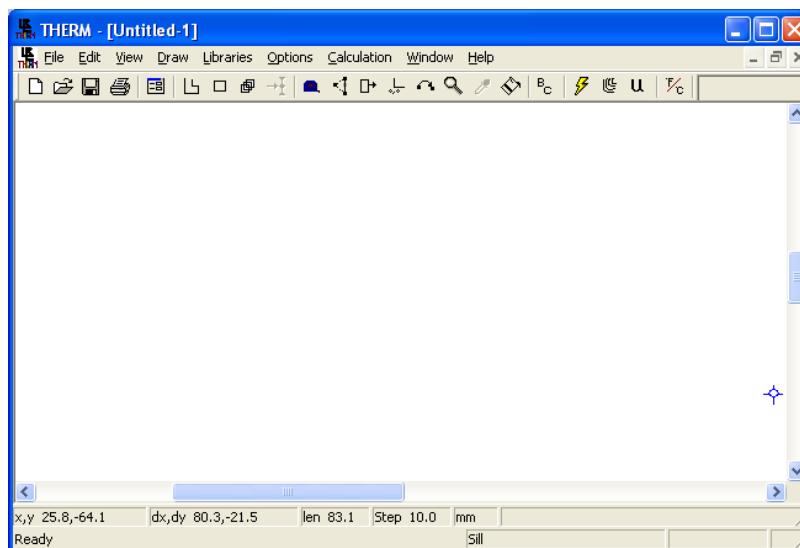 THERM - [Untitled-1]
File Edit View Draw Libraries Options Calculation Window Help
BC U F/C
x,y 25.8,-64.1 dx,dy 80.3,-21.5 len 83.1 Step 10.0 mm
Ready Sill